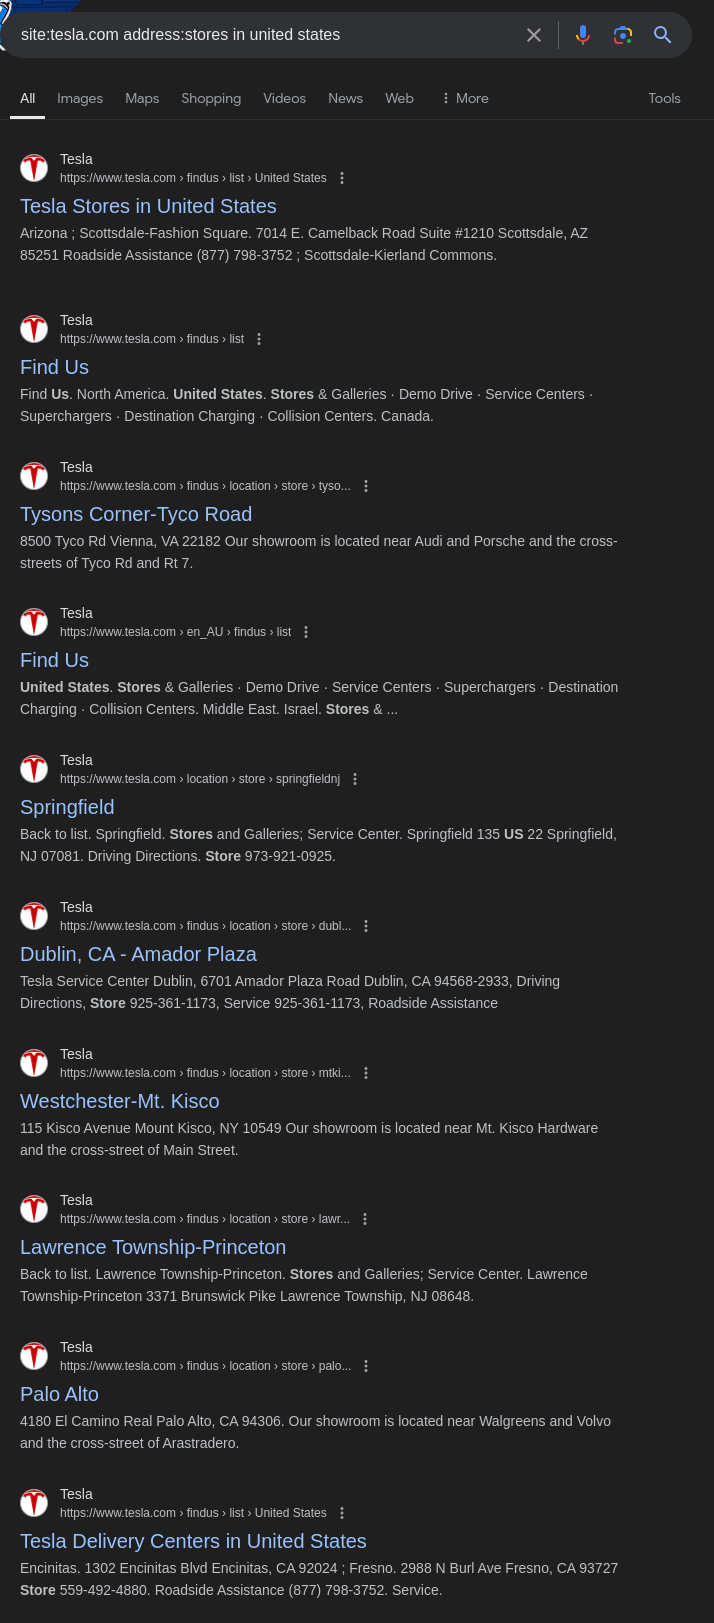 site:tesla.com address:stores in united states
All Images Maps Shopping Videos News Web More Tools
Tesla
https://www.tesla.com › findus › list › United States
Tesla Stores in United States
Arizona ; Scottsdale-Fashion Square. 7014 E. Camelback Road Suite #1210 Scottsdale, AZ
85251 Roadside Assistance (877) 798-3752 ; Scottsdale-Kierland Commons.
Tesla
https://www.tesla.com › findus › list
Find Us
Find Us. North America. United States. Stores & Galleries · Demo Drive · Service Centers ·
Superchargers · Destination Charging · Collision Centers. Canada.
Tesla
https://www.tesla.com › findus › location › store › tyso...
Tysons Corner-Tyco Road
8500 Tyco Rd Vienna, VA 22182 Our showroom is located near Audi and Porsche and the cross-
streets of Tyco Rd and Rt 7.
Tesla
https://www.tesla.com › en_AU › findus › list
Find Us
United States. Stores & Galleries · Demo Drive · Service Centers · Superchargers · Destination
Charging · Collision Centers. Middle East. Israel. Stores & ...
Tesla
https://www.tesla.com › location › store › springfieldnj
Springfield
Back to list. Springfield. Stores and Galleries; Service Center. Springfield 135 US 22 Springfield,
NJ 07081. Driving Directions. Store 973-921-0925.
Tesla
https://www.tesla.com › findus › location › store › dubl...
Dublin, CA - Amador Plaza
Tesla Service Center Dublin, 6701 Amador Plaza Road Dublin, CA 94568-2933, Driving
Directions, Store 925-361-1173, Service 925-361-1173, Roadside Assistance
Tesla
https://www.tesla.com › findus › location › store › mtki...
Westchester-Mt. Kisco
115 Kisco Avenue Mount Kisco, NY 10549 Our showroom is located near Mt. Kisco Hardware
and the cross-street of Main Street.
Tesla
https://www.tesla.com › findus › location › store › lawr...
Lawrence Township-Princeton
Back to list. Lawrence Township-Princeton. Stores and Galleries; Service Center. Lawrence
Township-Princeton 3371 Brunswick Pike Lawrence Township, NJ 08648.
Tesla
https://www.tesla.com › findus › location › store › palo...
Palo Alto
4180 El Camino Real Palo Alto, CA 94306. Our showroom is located near Walgreens and Volvo
and the cross-street of Arastradero.
Tesla
https://www.tesla.com › findus › list › United States
Tesla Delivery Centers in United States
Encinitas. 1302 Encinitas Blvd Encinitas, CA 92024 ; Fresno. 2988 N Burl Ave Fresno, CA 93727
Store 559-492-4880. Roadside Assistance (877) 798-3752. Service.